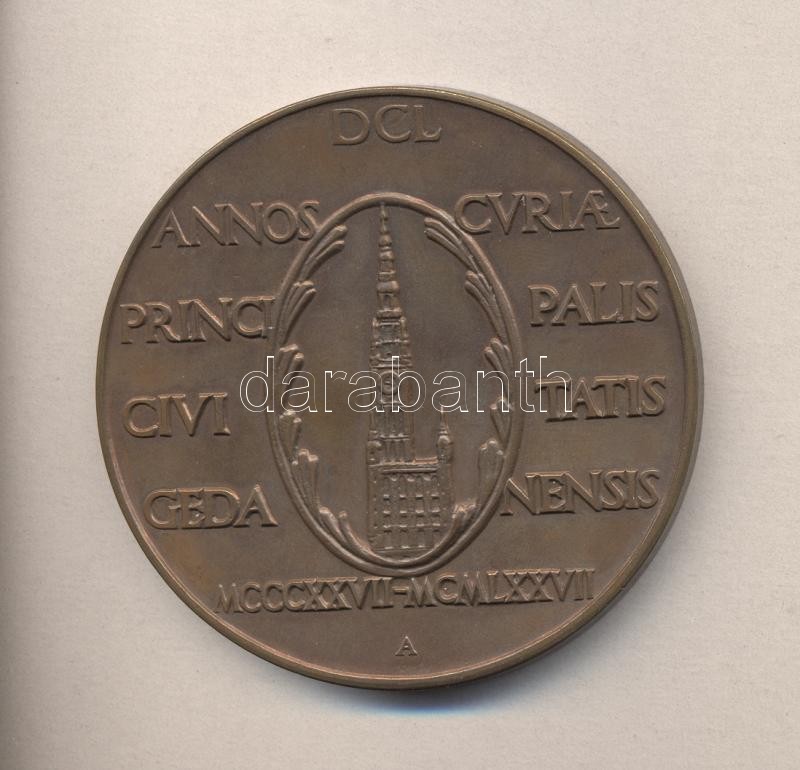 DCL
ANNOS CVRIÆ
PRINCI PALIS
CIVI TATIS
GEDA NENSIS
MCCCXXVII-MCMLXXVII
A
darabanth